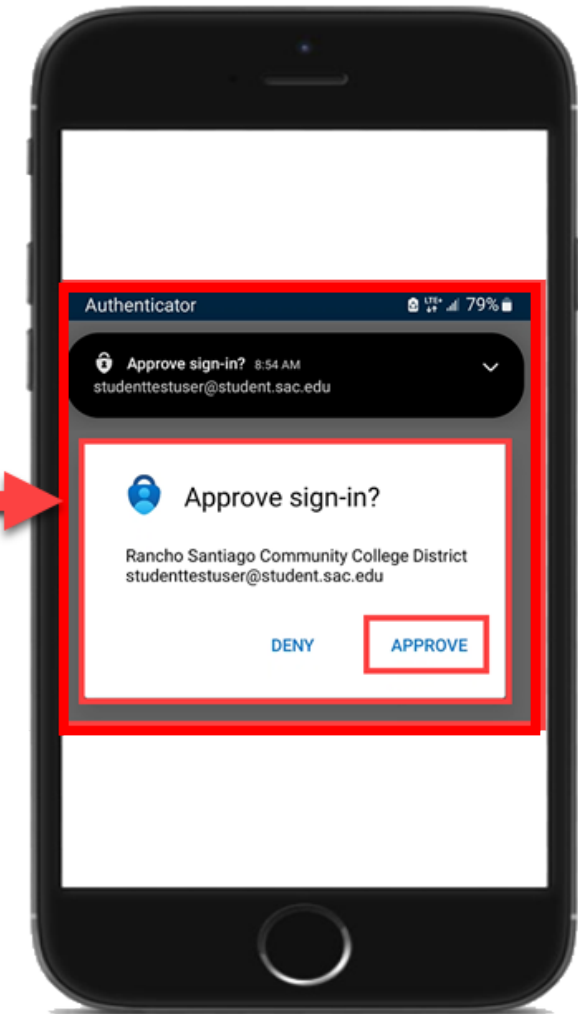 Authenticator LTE+ 79%
Approve sign-in? 8:54 AM
studenttestuser@student.sac.edu
Approve sign-in?
Rancho Santiago Community College District
studenttestuser@student.sac.edu
DENY APPROVE